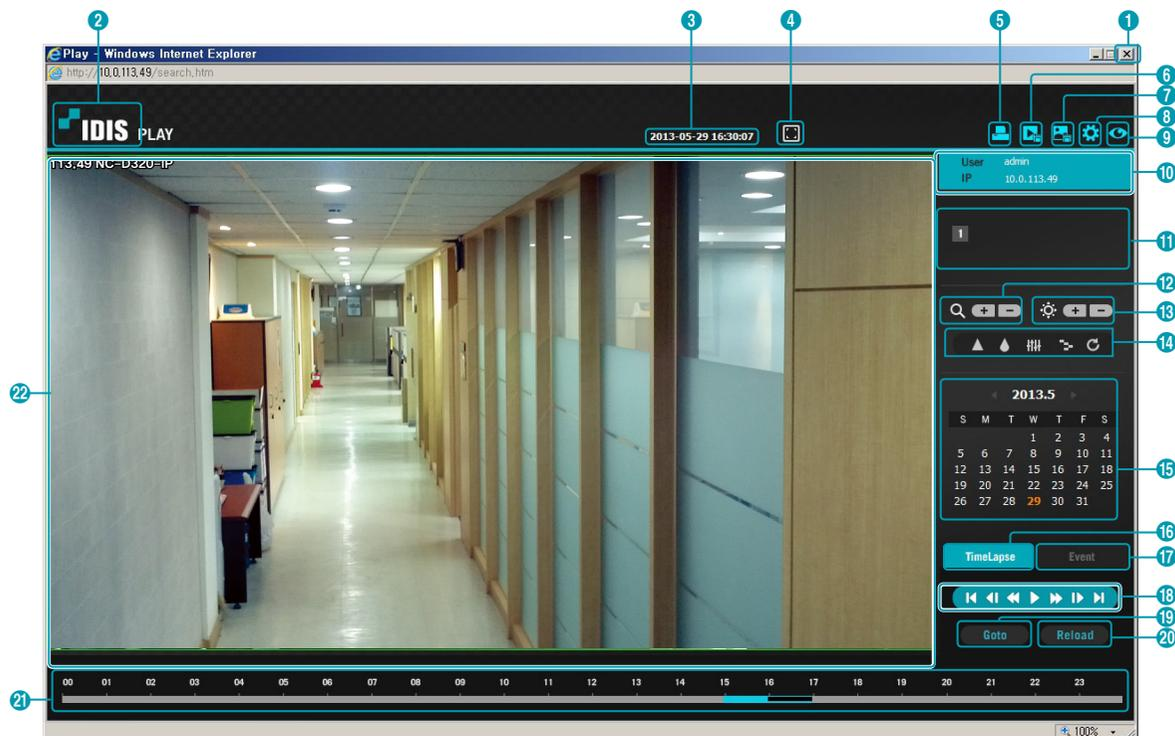 2
3
4
5
1
Play - Windows Internet Explorer
http://10.0.113.49/search.htm
6
7
8
9
IDIS PLAY
2013-05-29 16:30:07
113.49 NC-D320-IP
User admin
IP 10.0.113.49
10
1
11
12
13
14
2013.5
S M T W T F S
1 2 3 4
5 6 7 8 9 10 11
12 13 14 15 16 17 18
19 20 21 22 23 24 25
26 27 28 29 30 31
15
22
16
TimeLapse Event
17
18
19
Goto Reload
20
00 01 02 03 04 05 06 07 08 09 10 11 12 13 14 15 16 17 18 19 20 21 22 23
21
100%